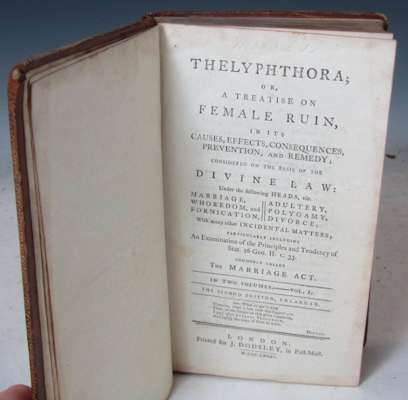 THELYPHTHORA;
OR,
A TREATISE ON
FEMALE RUIN,
IN ITS
CAUSES, EFFECTS, CONSEQUENCES,
PREVENTION, AND REMEDY;
CONSIDERED ON THE BASIS OF THE
DIVINE LAW:
Under the following HEADS, viz.
MARRIAGE, ADULTERY,
WHOREDOM, and POLYGAMY,
FORNICATION, DIVORCE;
With many other INCIDENTAL MATTERS;
PARTICULARLY INCLUDING
An Examination of the Principles and Tendency of
Stat. 26 GEO. II. c. 33.
COMMONLY CALLED
THE MARRIAGE ACT.
IN TWO VOLUMES. VOL. I.
THE SECOND EDITION, ENLARGED.
LONDON:
Printed for J. DODSLEY, in Pall-Mall.